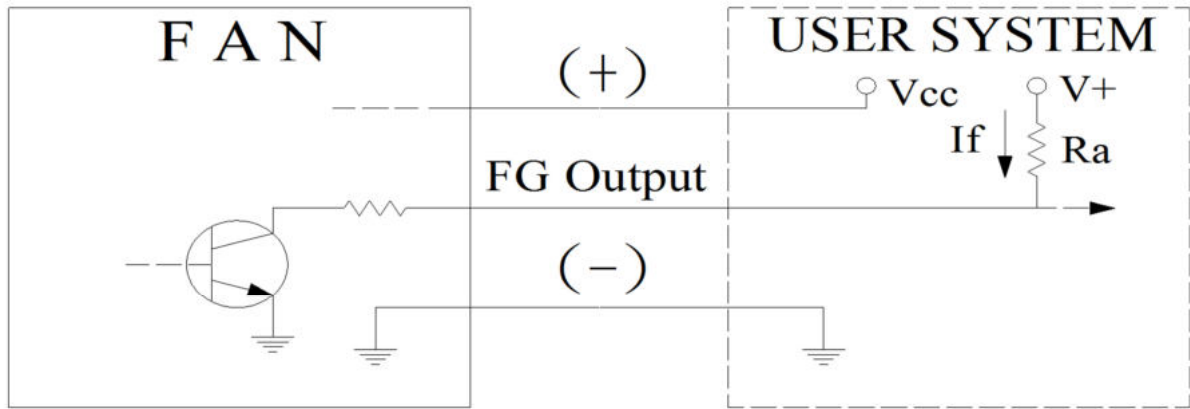 F A N
USER SYSTEM
(+)
Vcc
V+
If
Ra
FG Output
(-)